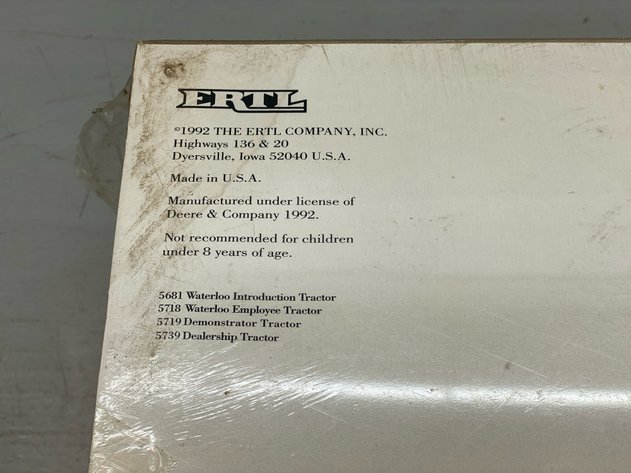 ERTL
©1992 THE ERTL COMPANY, INC.
Highways 136 & 20
Dyersville, Iowa 52040 U.S.A.
Made in U.S.A.
Manufactured under license of
Deere & Company 1992.
Not recommended for children
under 8 years of age.
5681 Waterloo Introduction Tractor
5718 Waterloo Employee Tractor
5719 Demonstrator Tractor
5739 Dealership Tractor